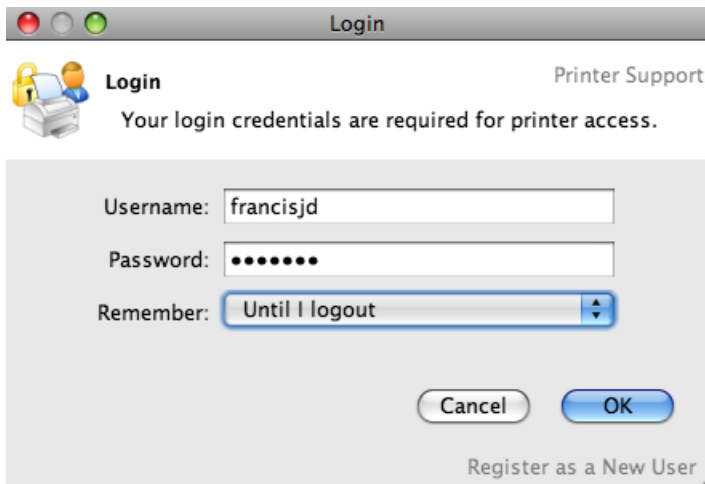 Login
Login
Printer Support
Your login credentials are required for printer access.
Username: francisjd
Password: •••••••
Remember: Until I logout
Cancel OK
Register as a New User